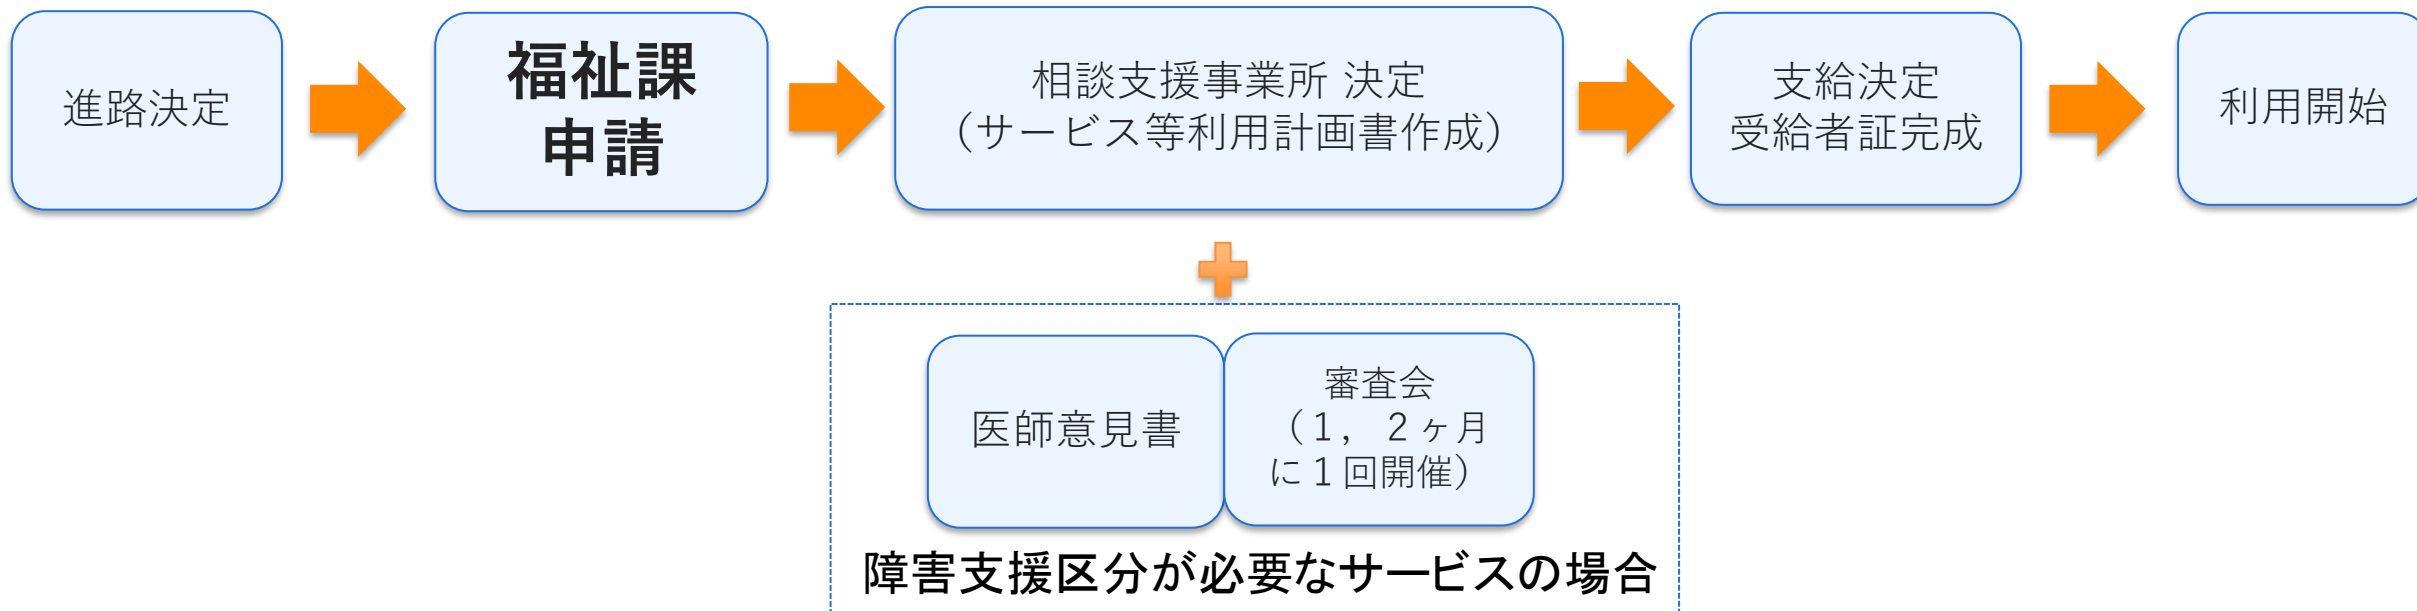 進路決定
福祉課
申請
相談支援事業所 決定
（サービス等利用計画書作成）
支給決定
受給者証完成
利用開始
医師意見書
審査会
（１，２ヶ月
に１回開催）
障害支援区分が必要なサービスの場合